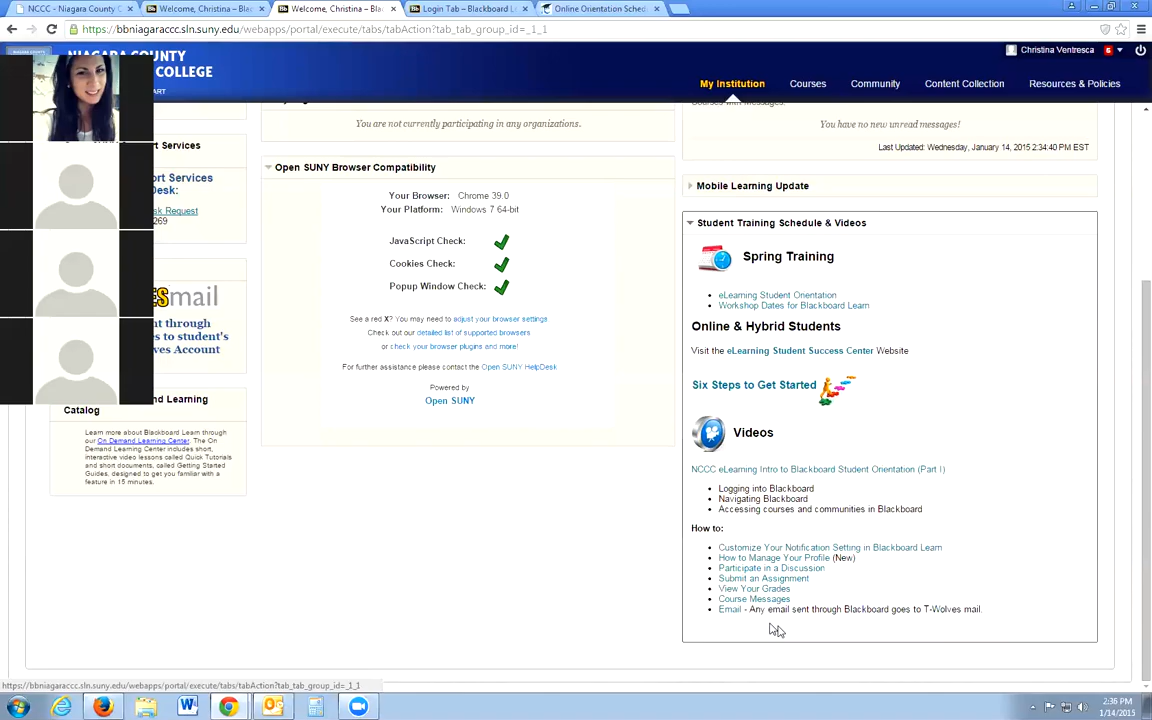 NCCC - Niagara County C
Welcome, Christina – Bla
Welcome, Christina – Bla
Login Tab – Blackboard L
Online Orientation Sched
https://bbniagaraccc.sln.suny.edu/webapps/portal/execute/tabs/tabAction?tab_tab_group_id=_1_1
NIAGARA COUNTY
COLLEGE
ART
Christina Ventresca
My Institution
Courses
Community
Content Collection
Resources & Policies
You are not currently participating in any organizations.
You have no new unread messages!
Last Updated: Wednesday, January 14, 2015 2:34:40 PM EST
rt Services
ort Services
Desk:
sk Request
269
ESmail
nt through
es to student's
lves Account
nd Learning
Catalog
Learn more about Blackboard Learn through
our On Demand Learning Center. The On
Demand Learning Center includes short,
interactive video lessons called Quick Tutorials
and short documents, called Getting Started
Guides, designed to get you familiar with a
feature in 15 minutes.
Open SUNY Browser Compatibility
Your Browser: Chrome 39.0
Your Platform: Windows 7 64-bit
JavaScript Check:
Cookies Check:
Popup Window Check:
See a red X? You may need to adjust your browser settings
Check out our detailed list of supported browsers
or check your browser plugins and more!
For further assistance please contact the Open SUNY HelpDesk
Powered by
Open SUNY
Mobile Learning Update
Student Training Schedule & Videos
Spring Training
eLearning Student Orientation
Workshop Dates for Blackboard Learn
Online & Hybrid Students
Visit the eLearning Student Success Center Website
Six Steps to Get Started
Videos
NCCC eLearning Intro to Blackboard Student Orientation (Part I)
Logging into Blackboard
Navigating Blackboard
Accessing courses and communities in Blackboard
How to:
Customize Your Notification Setting in Blackboard Learn
How to Manage Your Profile (New)
Participate in a Discussion
Submit an Assignment
View Your Grades
Course Messages
Email - Any email sent through Blackboard goes to T-Wolves mail.
https://bbniagaraccc.sln.suny.edu/webapps/portal/execute/tabs/tabAction?tab_tab_group_id=_1_1
2:36 PM
1/14/2015